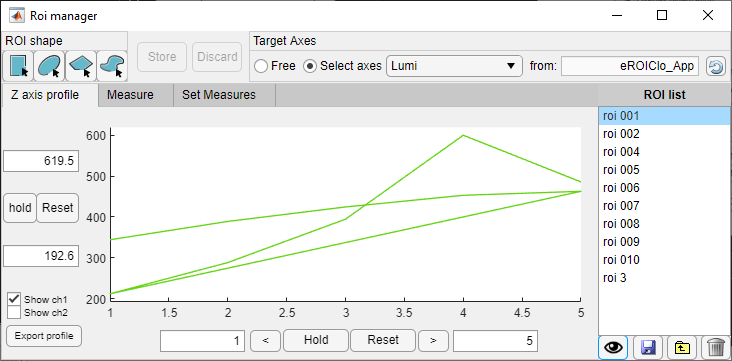 Roi manager
ROI shape
Store
Discard
Target Axes
Free
Select axes
Lumi
from:
eROIClo_App
Z axis profile
Measure
Set Measures
ROI list
619.5
hold
Reset
192.6
Show ch1
Show ch2
Export profile
600
500
400
300
200
1
1.5
2
2.5
3
3.5
4
4.5
5
1
<
Hold
Reset
>
5
roi 001
roi 002
roi 004
roi 005
roi 006
roi 007
roi 008
roi 009
roi 010
roi 3